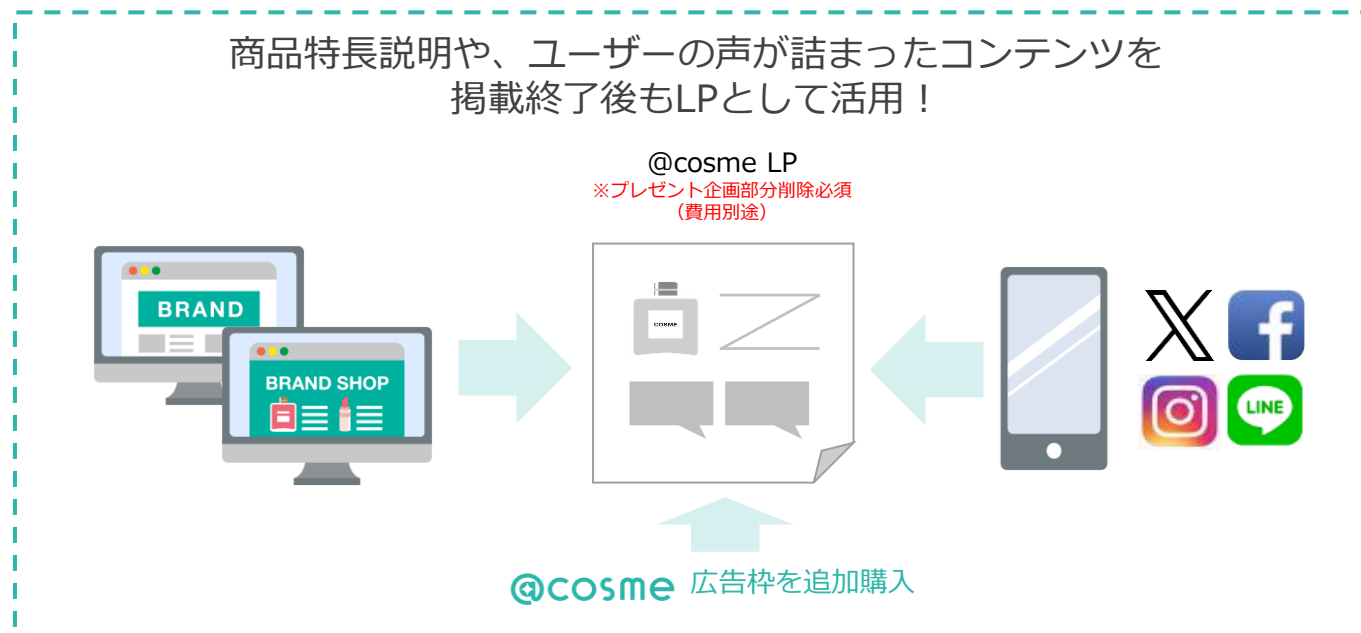 商品特長説明や、ユーザーの声が詰まったコンテンツを
掲載終了後もLPとして活用！
@cosme LP
※プレゼント企画部分削除必須
（費用別途）
BRAND
BRAND SHOP
COSME
LINE
@cosme 広告枠を追加購入